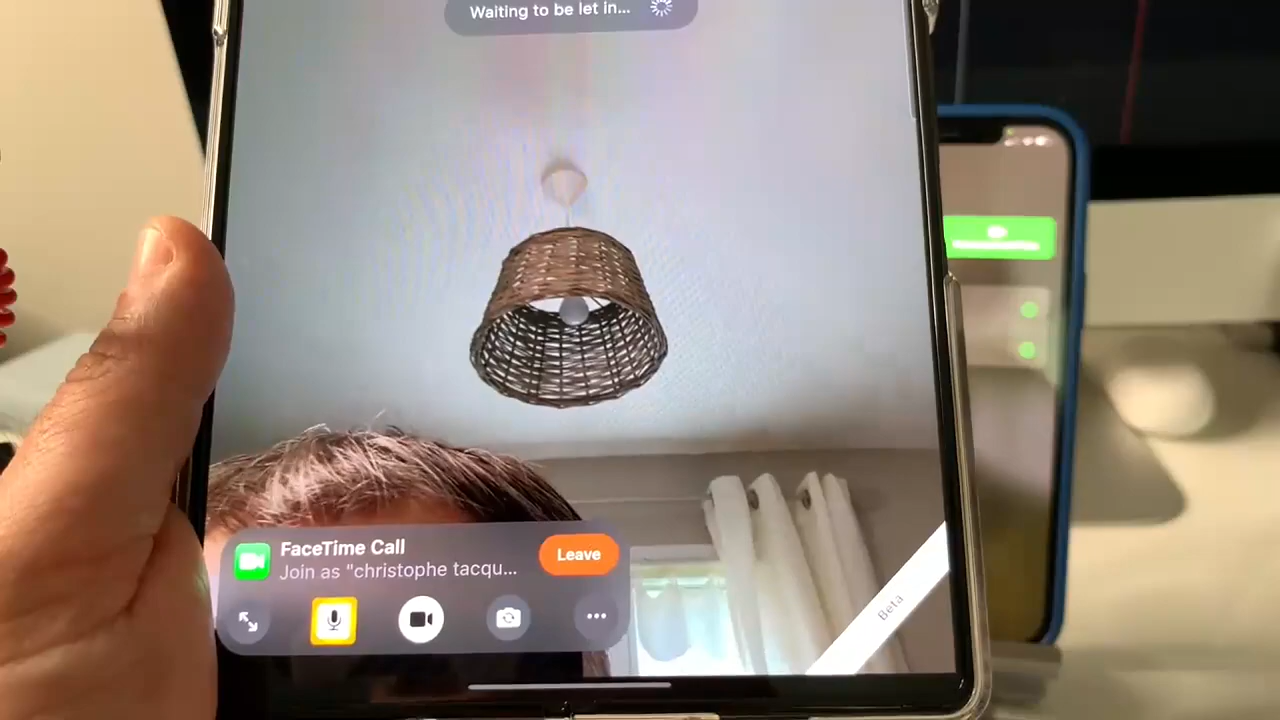 Waiting to be let in...
FaceTime Call
Join as "christophe tacqu...
Leave
Beta